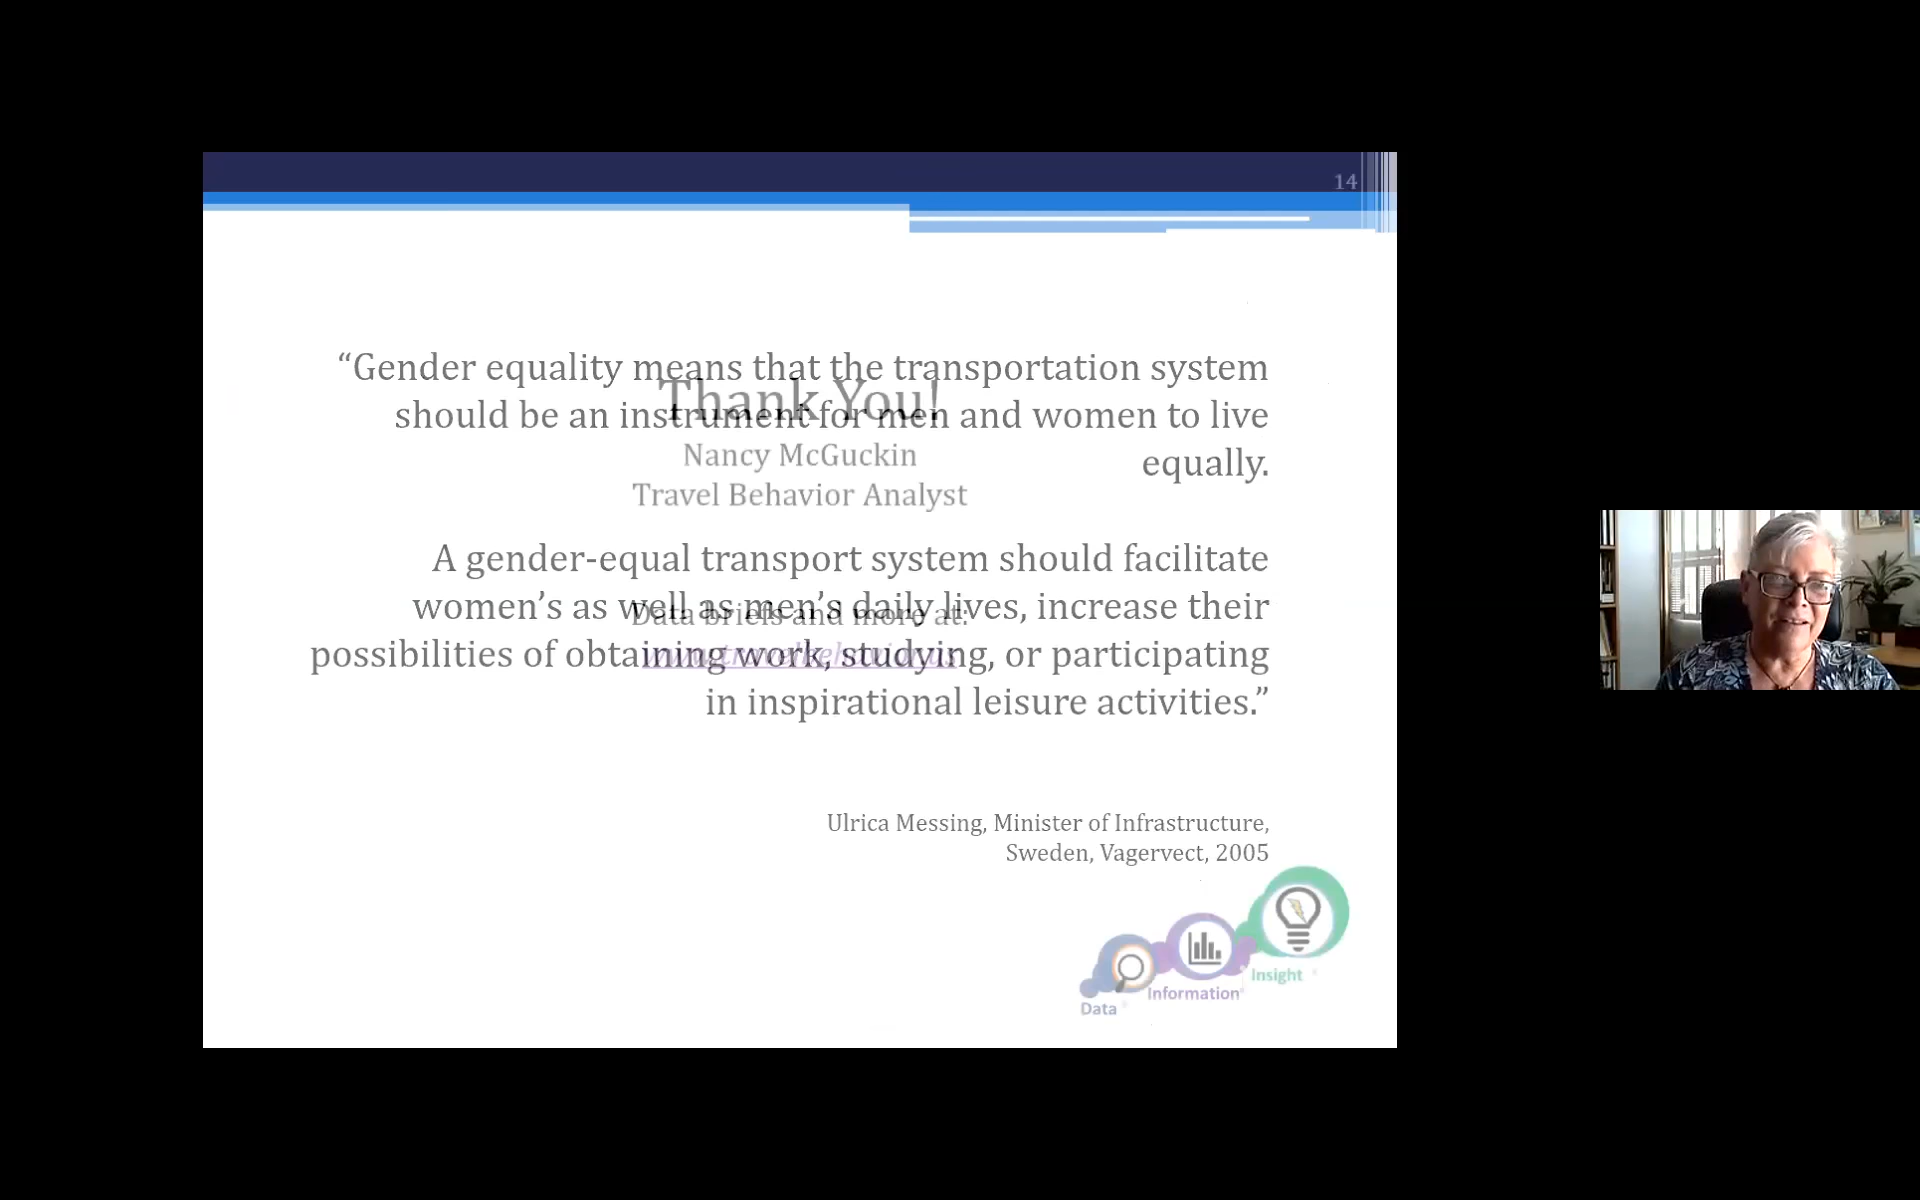 14
“Gender equality means that the transportation system
should be an instrument for men and women to live
equally.
Thank You!
Nancy McGuckin
Travel Behavior Analyst
A gender-equal transport system should facilitate
women’s as well as men’s daily lives, increase their
possibilities of obtaining work, studying, or participating
in inspirational leisure activities.”
Data briefs and more at:
www.travelbehavior.us
Ulrica Messing, Minister of Infrastructure,
Sweden, Vagervect, 2005
Insight
Information
Data